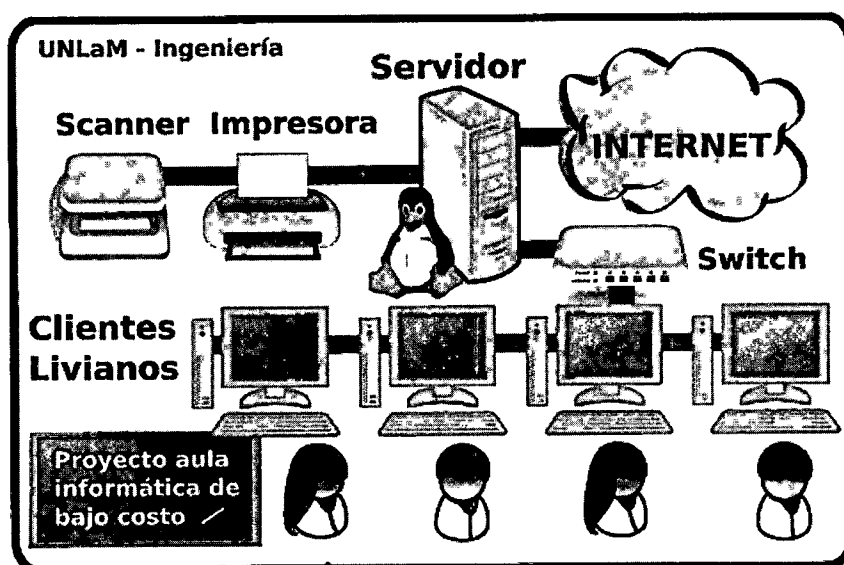 UNLaM - Ingeniería
Servidor
Scanner Impresora
INTERNET
Switch
Clientes
Livianos
Proyecto aula
informática de
bajo costo